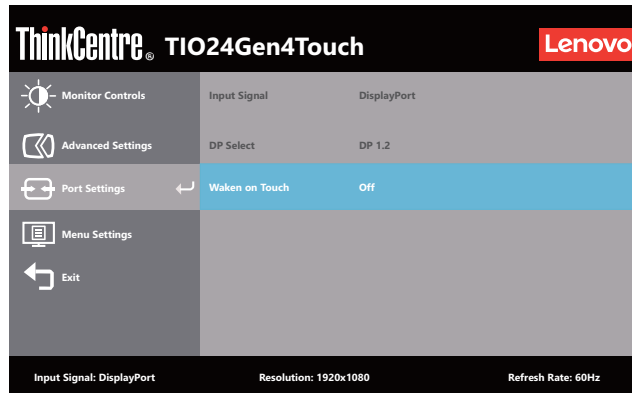 ThinkCentre® TIO24Gen4Touch
Lenovo
Monitor Controls
Input Signal DisplayPort
Advanced Settings
DP Select DP 1.2
Port Settings
Waken on Touch Off
Menu Settings
Exit
Input Signal: DisplayPort Resolution: 1920x1080 Refresh Rate: 60Hz